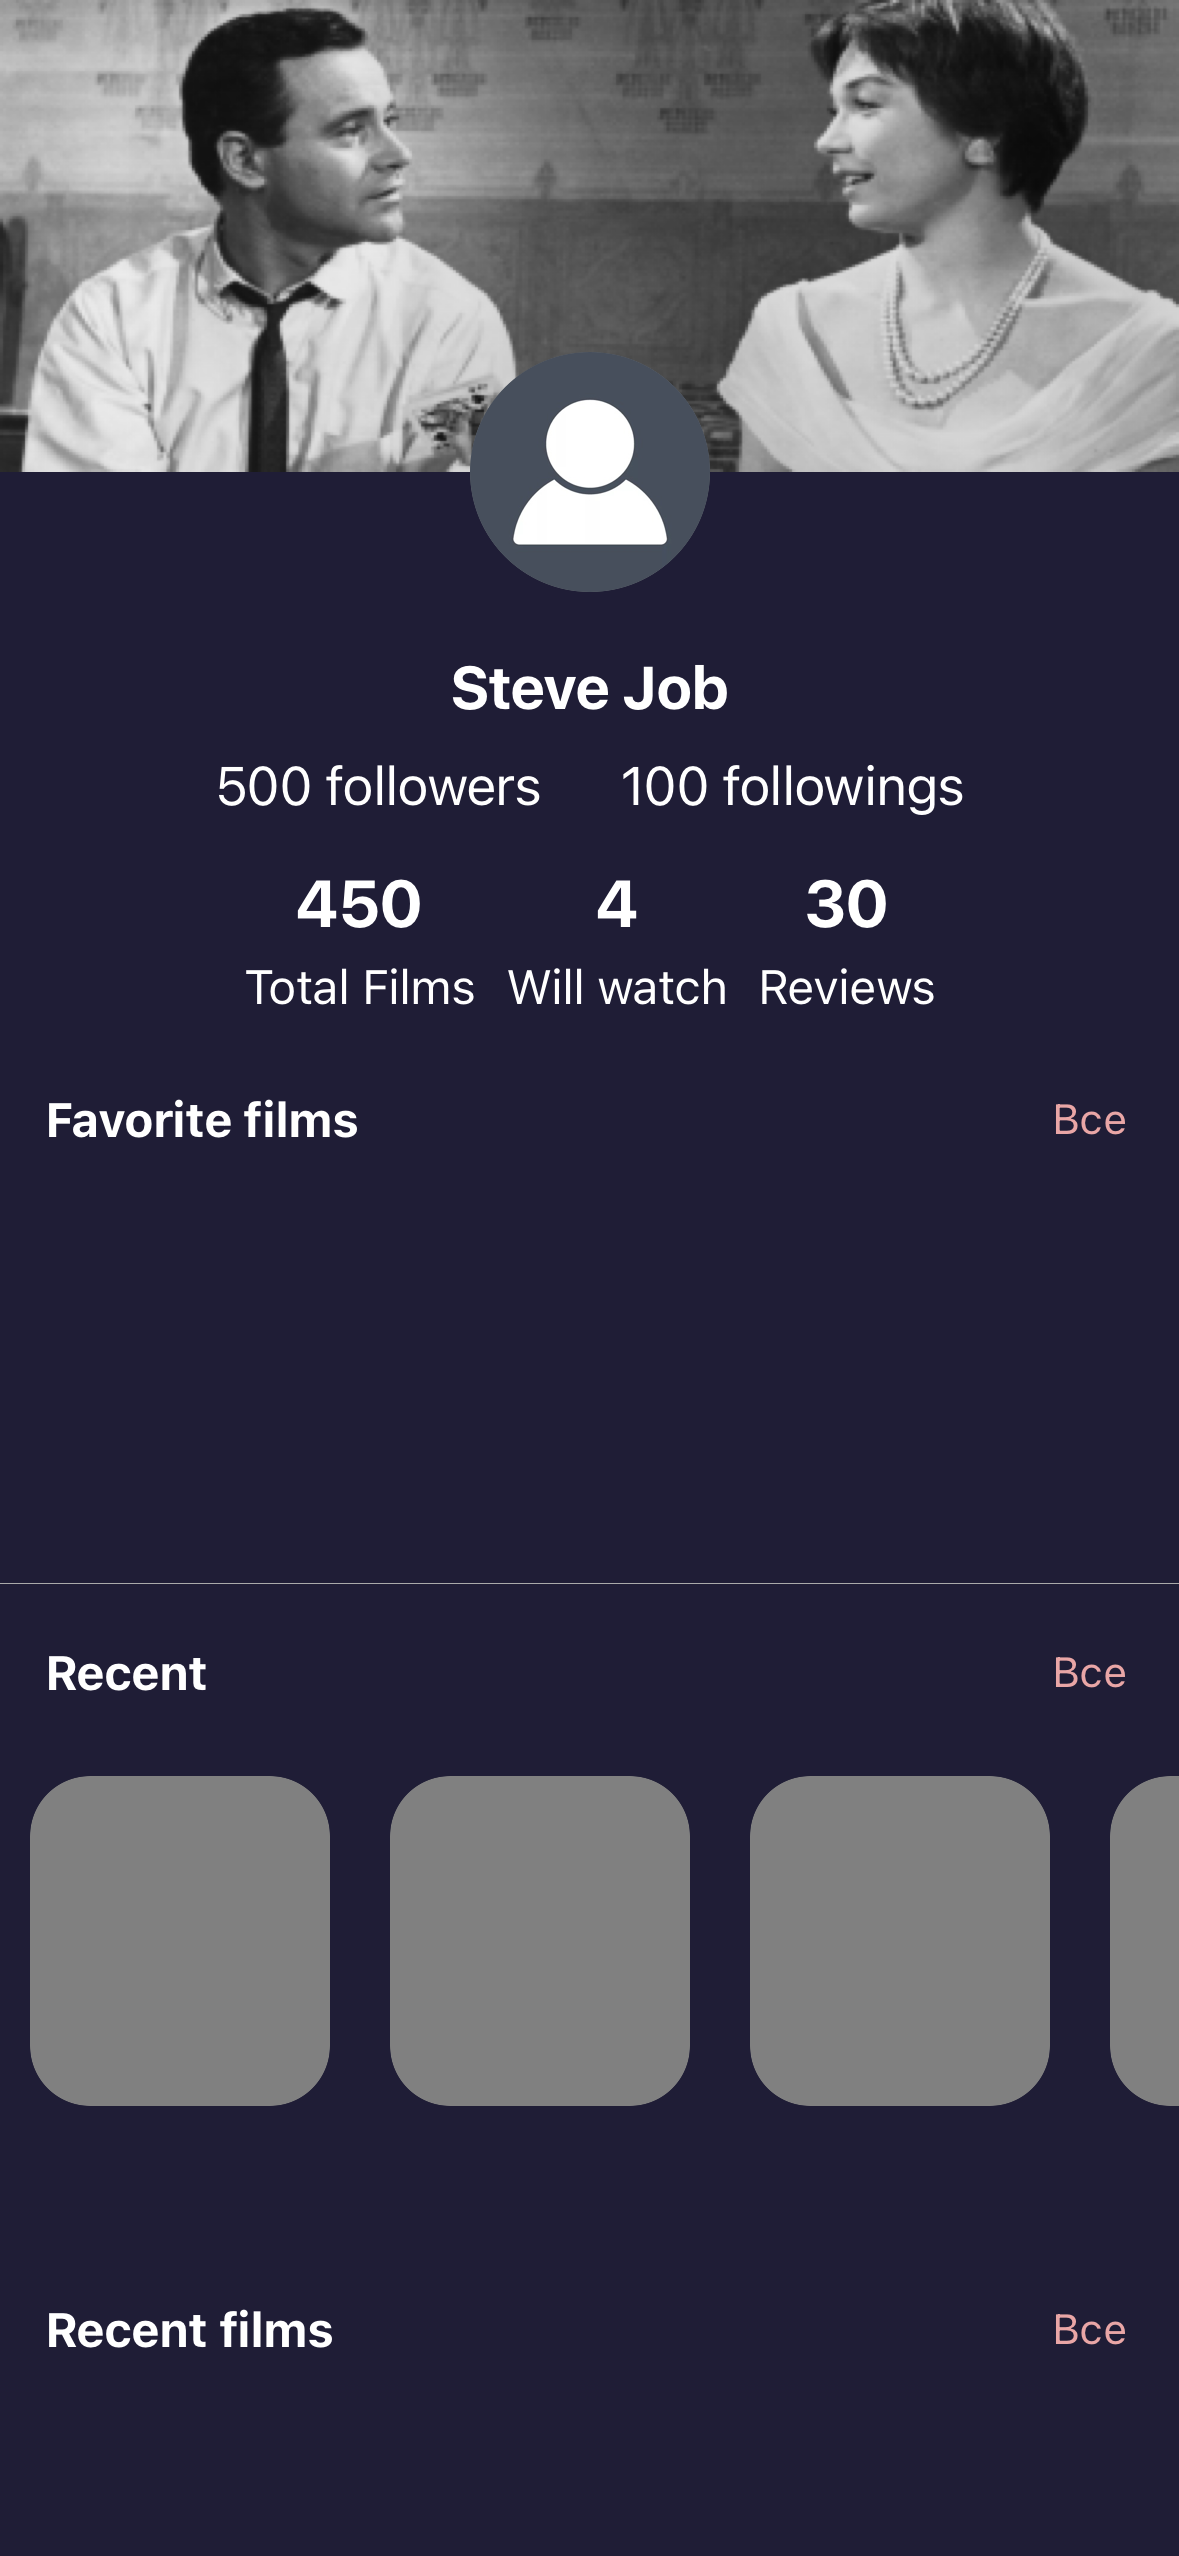 Steve Job
500 followers 100 followings
450 4 30
Total Films Will watch Reviews
Favorite films Все
Recent Все
Recent films Все